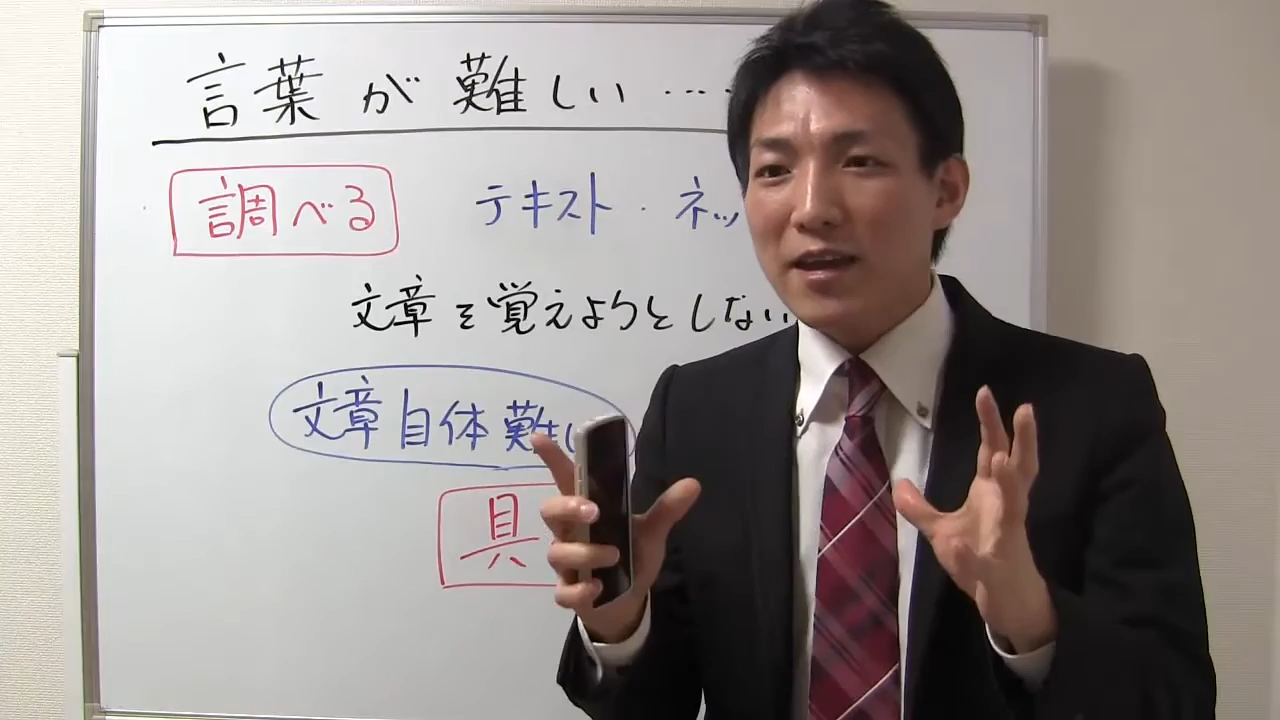 言葉が難しい……
調べる テキスト・ネッ
文章を覚えようとしない
文章自体難し
具